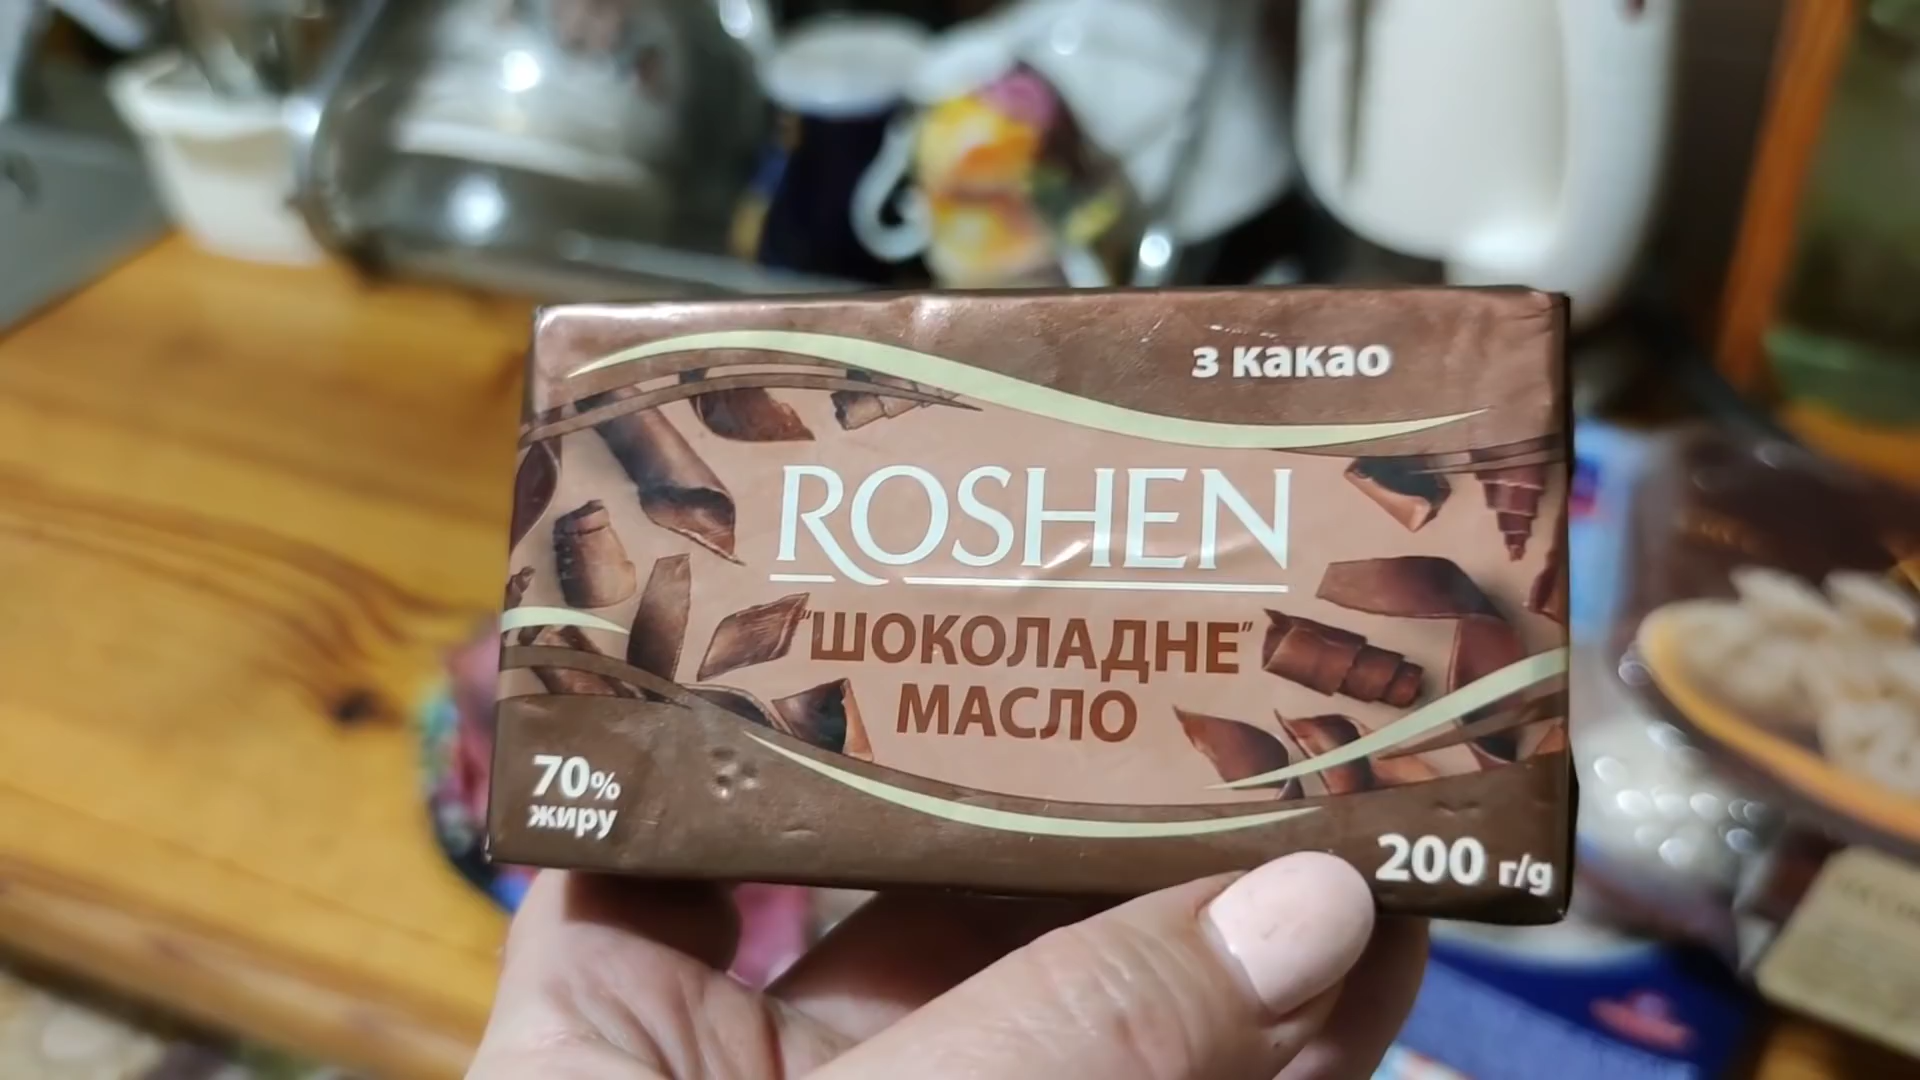 з какао
ROSHEN
"ШОКОЛАДНЕ"
МАСЛО
70%
жиру
200 г/g